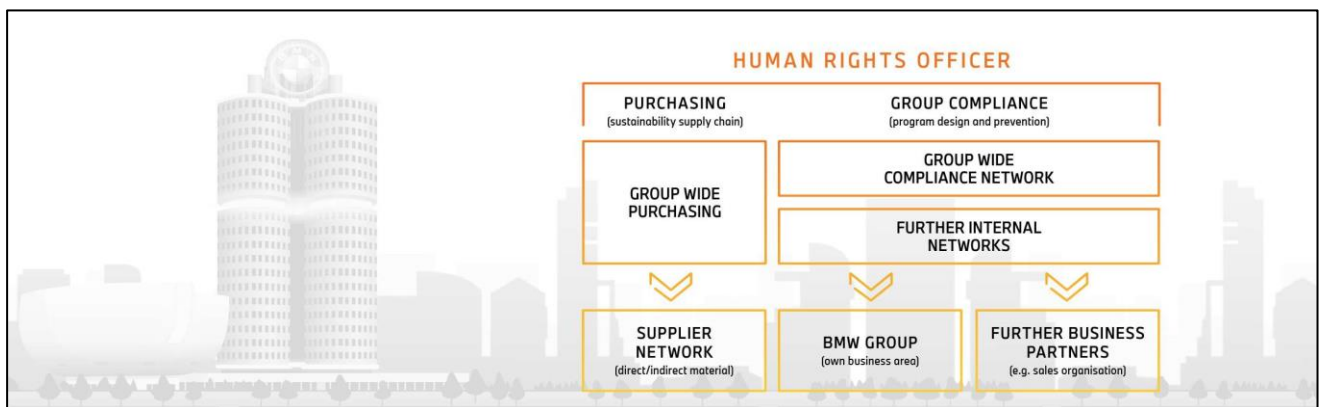 HUMAN RIGHTS OFFICER
PURCHASING
(sustainability supply chain)
GROUP COMPLIANCE
(program design and prevention)
GROUP WIDE
PURCHASING
GROUP WIDE
COMPLIANCE NETWORK
FURTHER INTERNAL
NETWORKS
SUPPLIER
NETWORK
(direct/indirect material)
BMW GROUP
(own business area)
FURTHER BUSINESS
PARTNERS
(e.g. sales organisation)